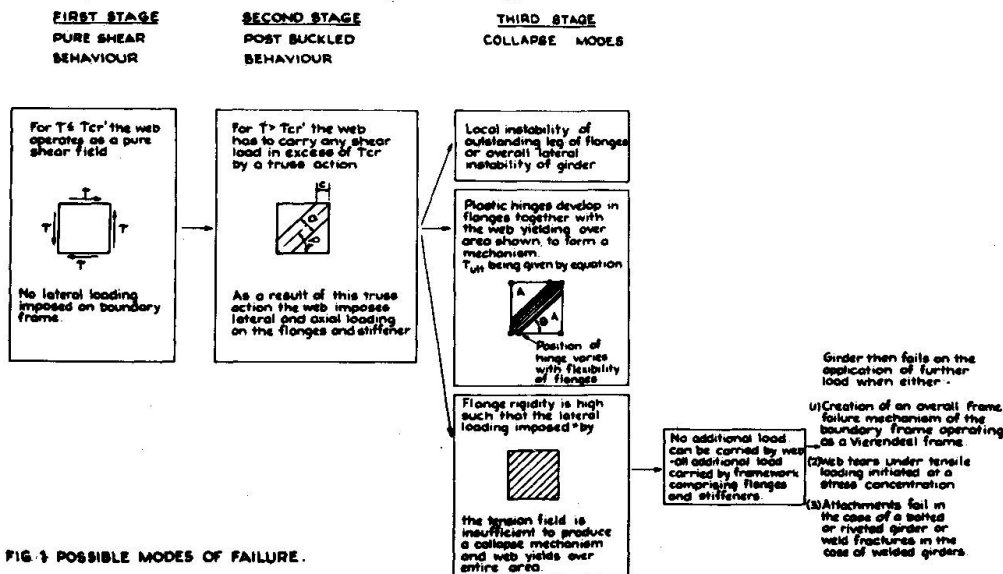 FIRST STAGE
PURE SHEAR
BEHAVIOUR
SECOND STAGE
POST BUCKLED
BEHAVIOUR
THIRD STAGE
COLLAPSE MODES
For T≤ Tcr' the web
operates as a pure
shear field
T
T
T
T
No lateral loading
imposed on boundary
frame.
For T> Tcr' the web
has to carry any shear
load in excess of Tcr
by a truss action
c
As a result of this truss
action the web imposes
lateral and axial loading
on the flanges and stiffener
Local instability of
outstanding leg of flanges
or overall lateral
instability of girder
Plastic hinges develop in
flanges together with
the web yielding over
area shown, to form a
mechanism.
Tult being given by equation
A
θ A
Position of
hinge varies
with flexibility
of flanges
Flange rigidity is high
such that the lateral
loading imposed by
the tension field is
insufficient to produce
a collapse mechanism
and web yields over
entire area.
No additional load
can be carried by web
-all additional load
carried by framework
comprising flanges
and stiffeners.
Girder then fails on the
application of further
load when either -
(1) Creation of an overall frame
failure mechanism of the
boundary frame operating
as a Vierendeel frame.
(2) Web tears under tensile
loading initiated at a
stress concentration
(3) Attachments fail in
the case of a bolted
or riveted girder or
weld fractures in the
case of welded girders.
FIG. 1 POSSIBLE MODES OF FAILURE.